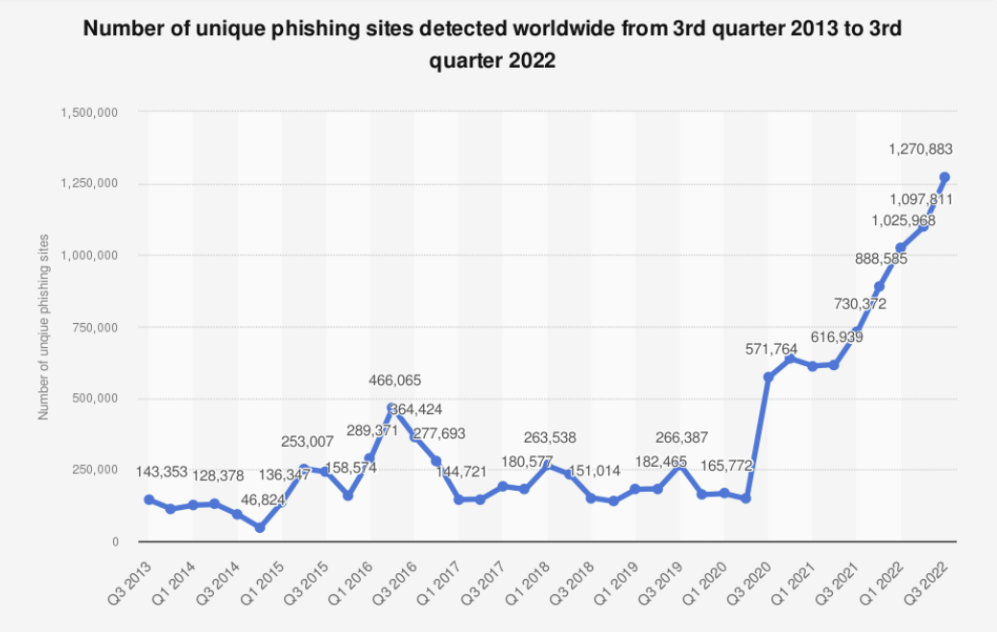 Number of unique phishing sites detected worldwide from 3rd quarter 2013 to 3rd
quarter 2022
Number of unqiue phishing sites
1,500,000
1,250,000
1,000,000
750,000
500,000
250,000
0
143,353
128,378
46,824
136,347
253,007
158,574
289,371
466,065
364,424
277,693
144,721
180,577
263,538
151,014
182,465
266,387
165,772
571,764
616,939
730,372
888,585
1,025,968
1,097,811
1,270,883
Q3 2013
Q1 2014
Q3 2014
Q1 2015
Q3 2015
Q1 2016
Q3 2016
Q1 2017
Q3 2017
Q1 2018
Q3 2018
Q1 2019
Q3 2019
Q1 2020
Q3 2020
Q1 2021
Q3 2021
Q1 2022
Q3 2022